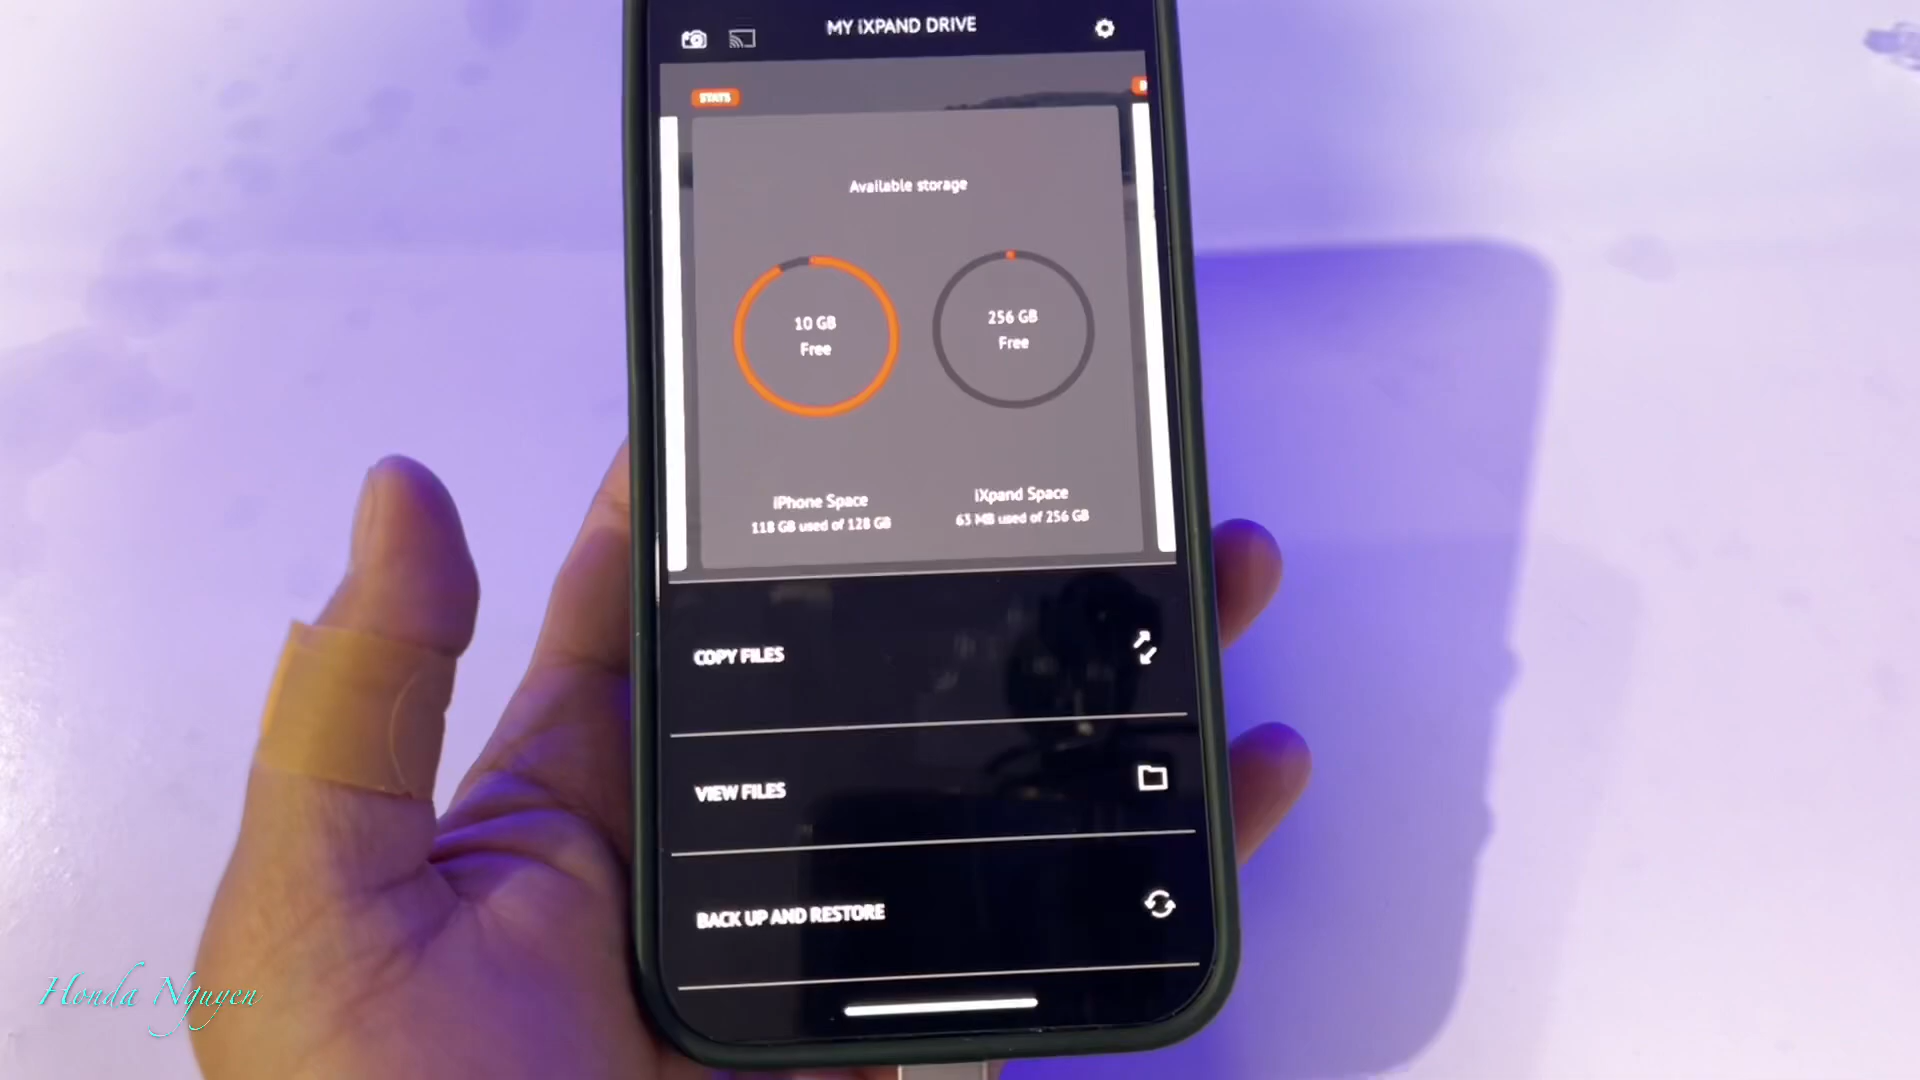 MY iXPAND DRIVE
STATS
Available storage
10 GB
Free
256 GB
Free
iPhone Space
118 GB used of 128 GB
iXpand Space
63 MB used of 256 GB
COPY FILES
VIEW FILES
BACK UP AND RESTORE
Honda Nguyen